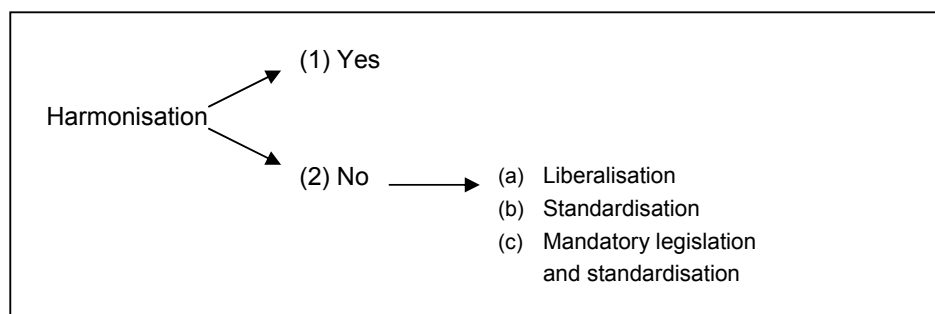 (1) Yes
Harmonisation
(2) No
(a) Liberalisation
(b) Standardisation
(c) Mandatory legislation
and standardisation